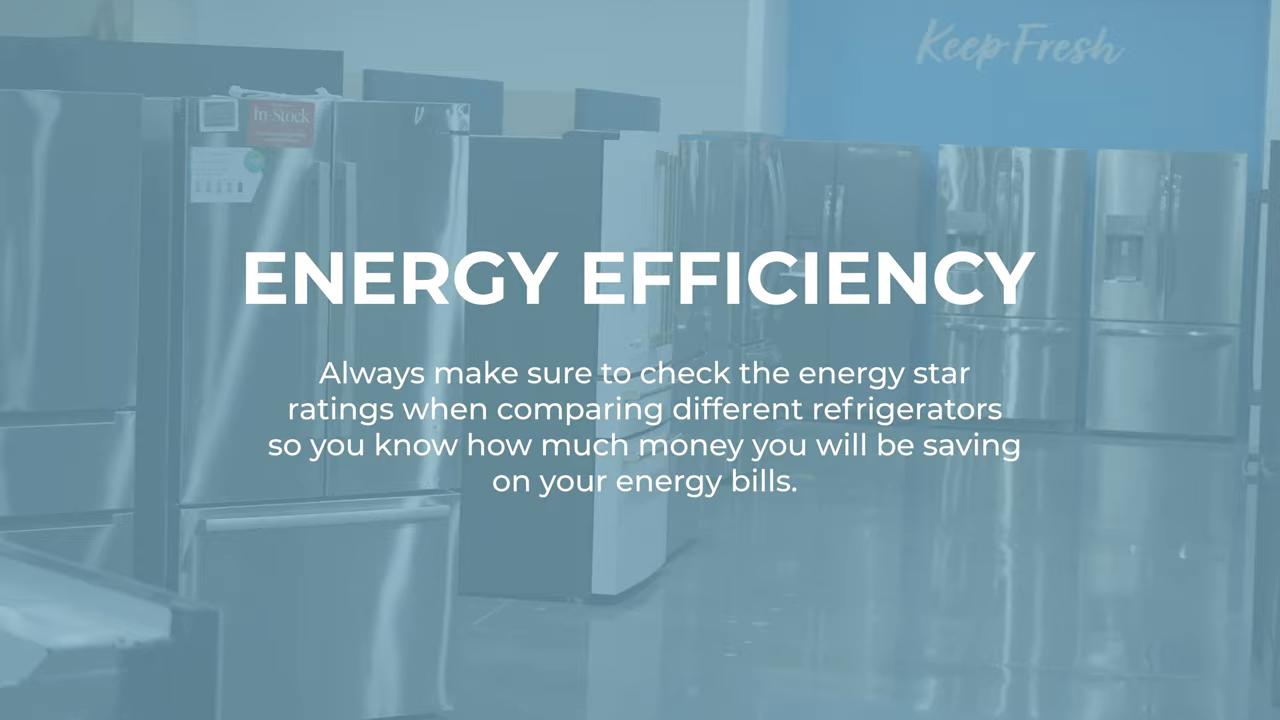 Keep Fresh
In-Stock
ENERGY EFFICIENCY
Always make sure to check the energy star
ratings when comparing different refrigerators
so you know how much money you will be saving
on your energy bills.